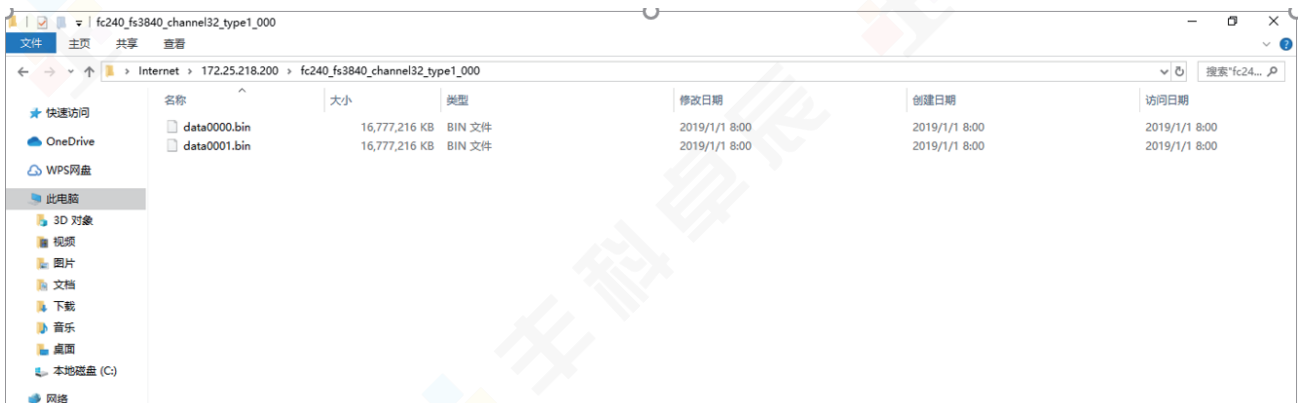 fc240_fs3840_channel32_type1_000
文件 主页 共享 查看
Internet 172.25.218.200 fc240_fs3840_channel32_type1_000 搜索"fc24...
名称 大小 类型 修改日期 创建日期 访问日期
data0000.bin 16,777,216 KB BIN 文件 2019/1/1 8:00 2019/1/1 8:00 2019/1/1 8:00
data0001.bin 16,777,216 KB BIN 文件 2019/1/1 8:00 2019/1/1 8:00 2019/1/1 8:00
快速访问
OneDrive
WPS网盘
此电脑
3D 对象
视频
图片
文档
下载
音乐
桌面
本地磁盘 (C:)
网络
丰科卓辰